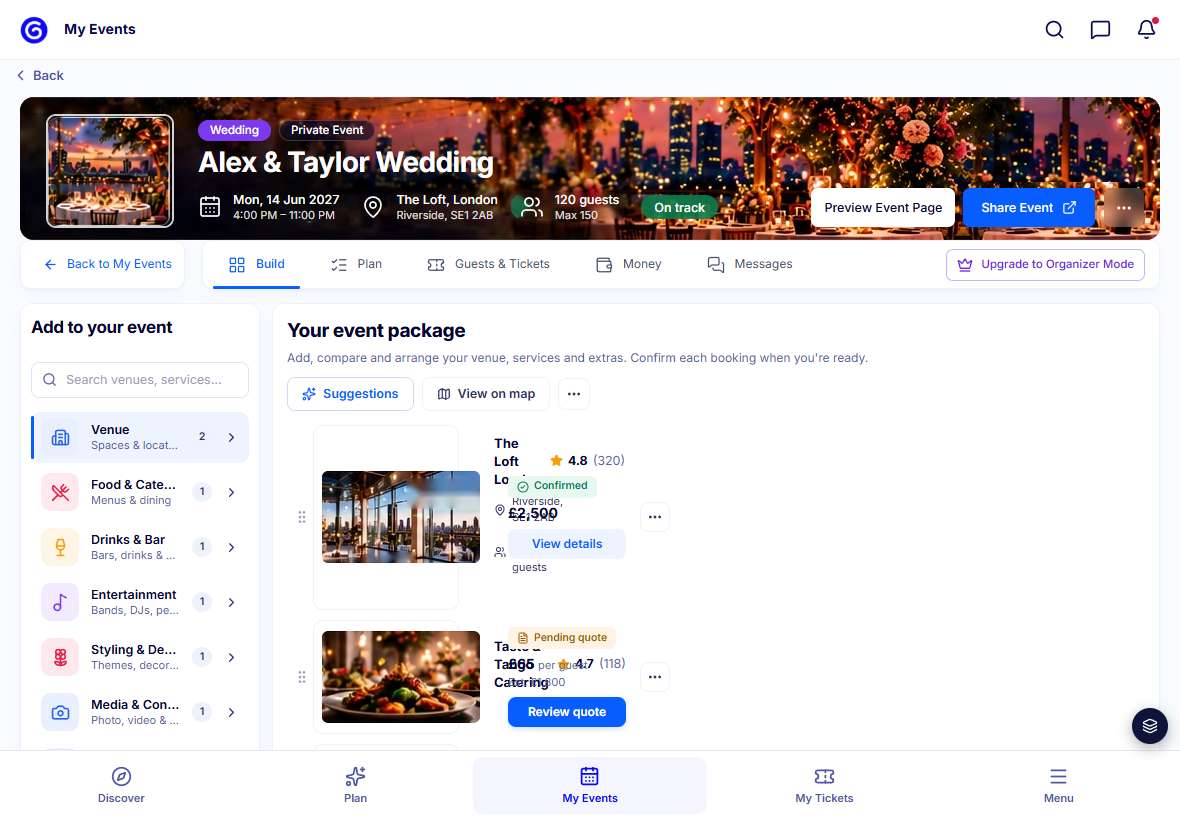 My Events
Back
Wedding
Private Event
Alex & Taylor Wedding
Mon, 14 Jun 2027
4:00 PM – 11:00 PM
The Loft, London
Riverside, SE1 2AB
120 guests
Max 150
On track
Preview Event Page
Share Event
Back to My Events
Build
Plan
Guests & Tickets
Money
Messages
Upgrade to Organizer Mode
Add to your event
Search venues, services...
Venue
Spaces & locat...
2
Food & Cate...
Menus & dining
1
Drinks & Bar
Bars, drinks & ...
1
Entertainment
Bands, DJs, pe...
1
Styling & De...
Themes, decor...
1
Media & Con...
Photo, video & ...
1
Your event package
Add, compare and arrange your venue, services and extras. Confirm each booking when you're ready.
Suggestions
View on map
The
Loft
4.8 (320)
Confirmed
Riverside,
SE1 2AB
£2,500
View details
guests
Pending quote
Tango
Catering
£65 per guest
4.7 (118)
Review quote
Discover
Plan
My Events
My Tickets
Menu